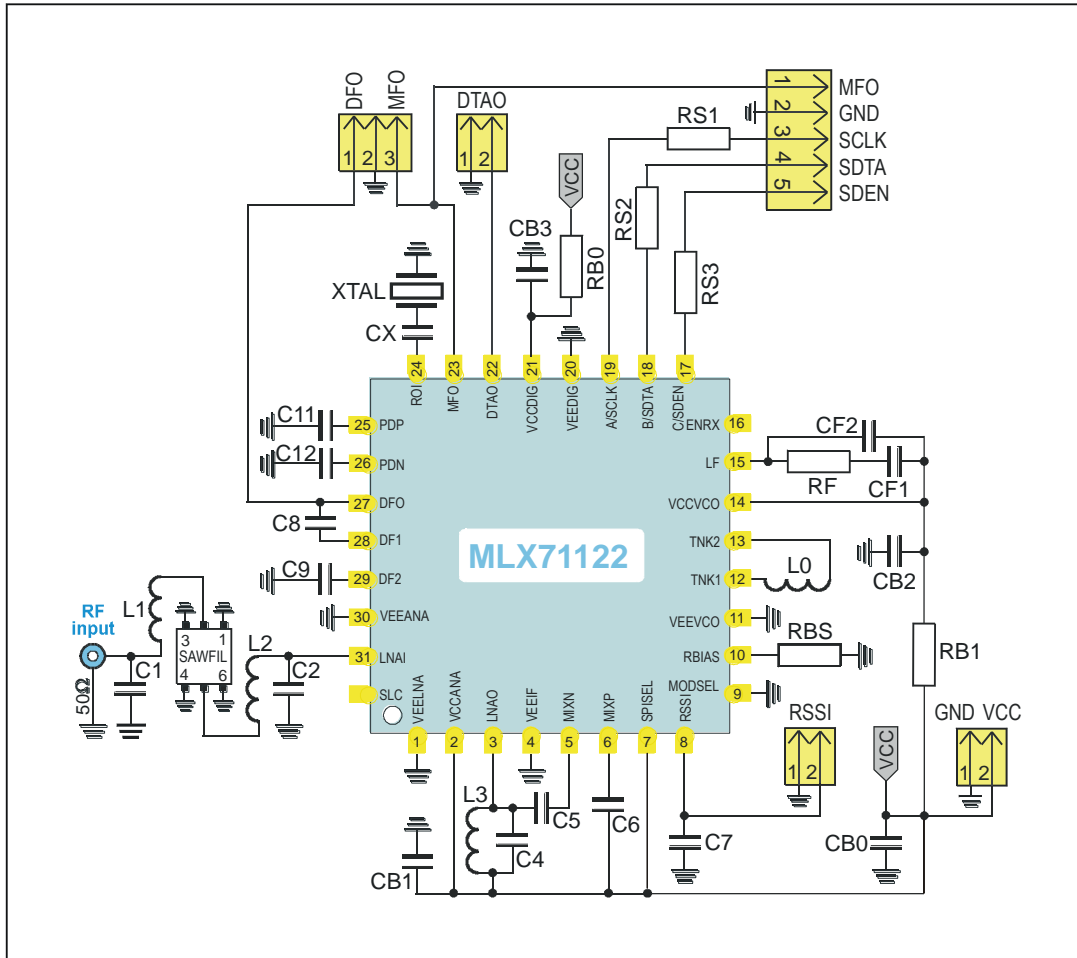 DFO
MFO
DTAO
1 2 3
1 2
1 MFO
2 GND
3 SCLK
4 SDTA
5 SDEN
RS1
RS2
RS3
VCC
CB3
RB0
XTAL
CX
24 23 22 21 20 19 18 17
ROI MFO DTAO VCCDIG VEEDIG A/SCLK B/SDTA C/SDEN
C11 25 PDP
C12 26 PDN
27 DFO
C8 28 DF1
C9 29 DF2
30 VEEANA
31 LNAI
SLC
MLX71122
ENRX 16
LF 15
VCCVCO 14
TNK2 13
TNK1 12
VEEVCO 11
RBIAS 10
MODSEL 9
CF2
RF CF1
CB2
L0
RBS
RB1
RF
input
50Ω
L1
C1
3 1
SAWFIL
4 6
L2
C2
VEELNA VCCANA LNAO VEEIF MIXN MIXP SPISEL RSSI
1 2 3 4 5 6 7 8
L3
C4
C5
C6
C7
CB1
RSSI
1 2
VCC
CB0
GND VCC
1 2